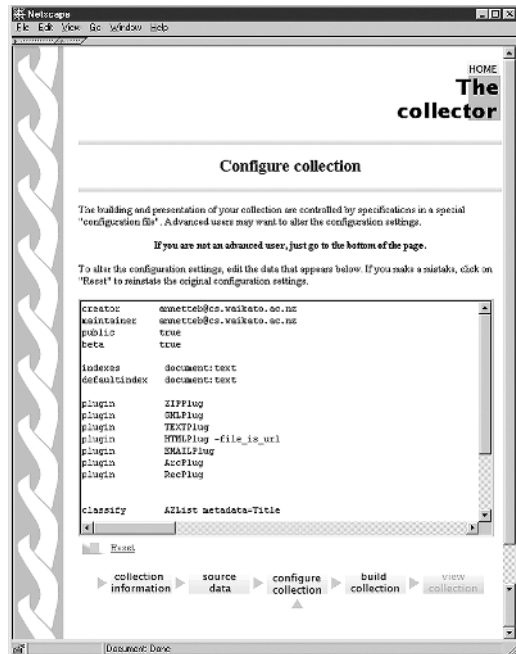 Netscape
File Edit View Go Window Help
HOME
The
collector
Configure collection
The building and presentation of your collection are controlled by specifications in a special
"configuration file". Advanced users may want to alter the configuration settings.
If you are not an advanced user, just go to the bottom of the page.
To alter the configuration settings, edit the data that appears below. If you make a mistake, click on
"Reset" to reinstate the original configuration settings.
creator annetteb@cs.waikato.ac.nz
maintainer annetteb@cs.waikato.ac.nz
public true
beta true
indexes document:text
defaultindex document:text
plugin ZIPPlug
plugin GMLPlug
plugin TEXTPlug
plugin HTMLPlug -file_is_url
plugin EMAILPlug
plugin ArcPlug
plugin RecPlug
classify AZList metadata=Title
Reset
collection information
source data
configure collection
build collection
view collection
Document: Done